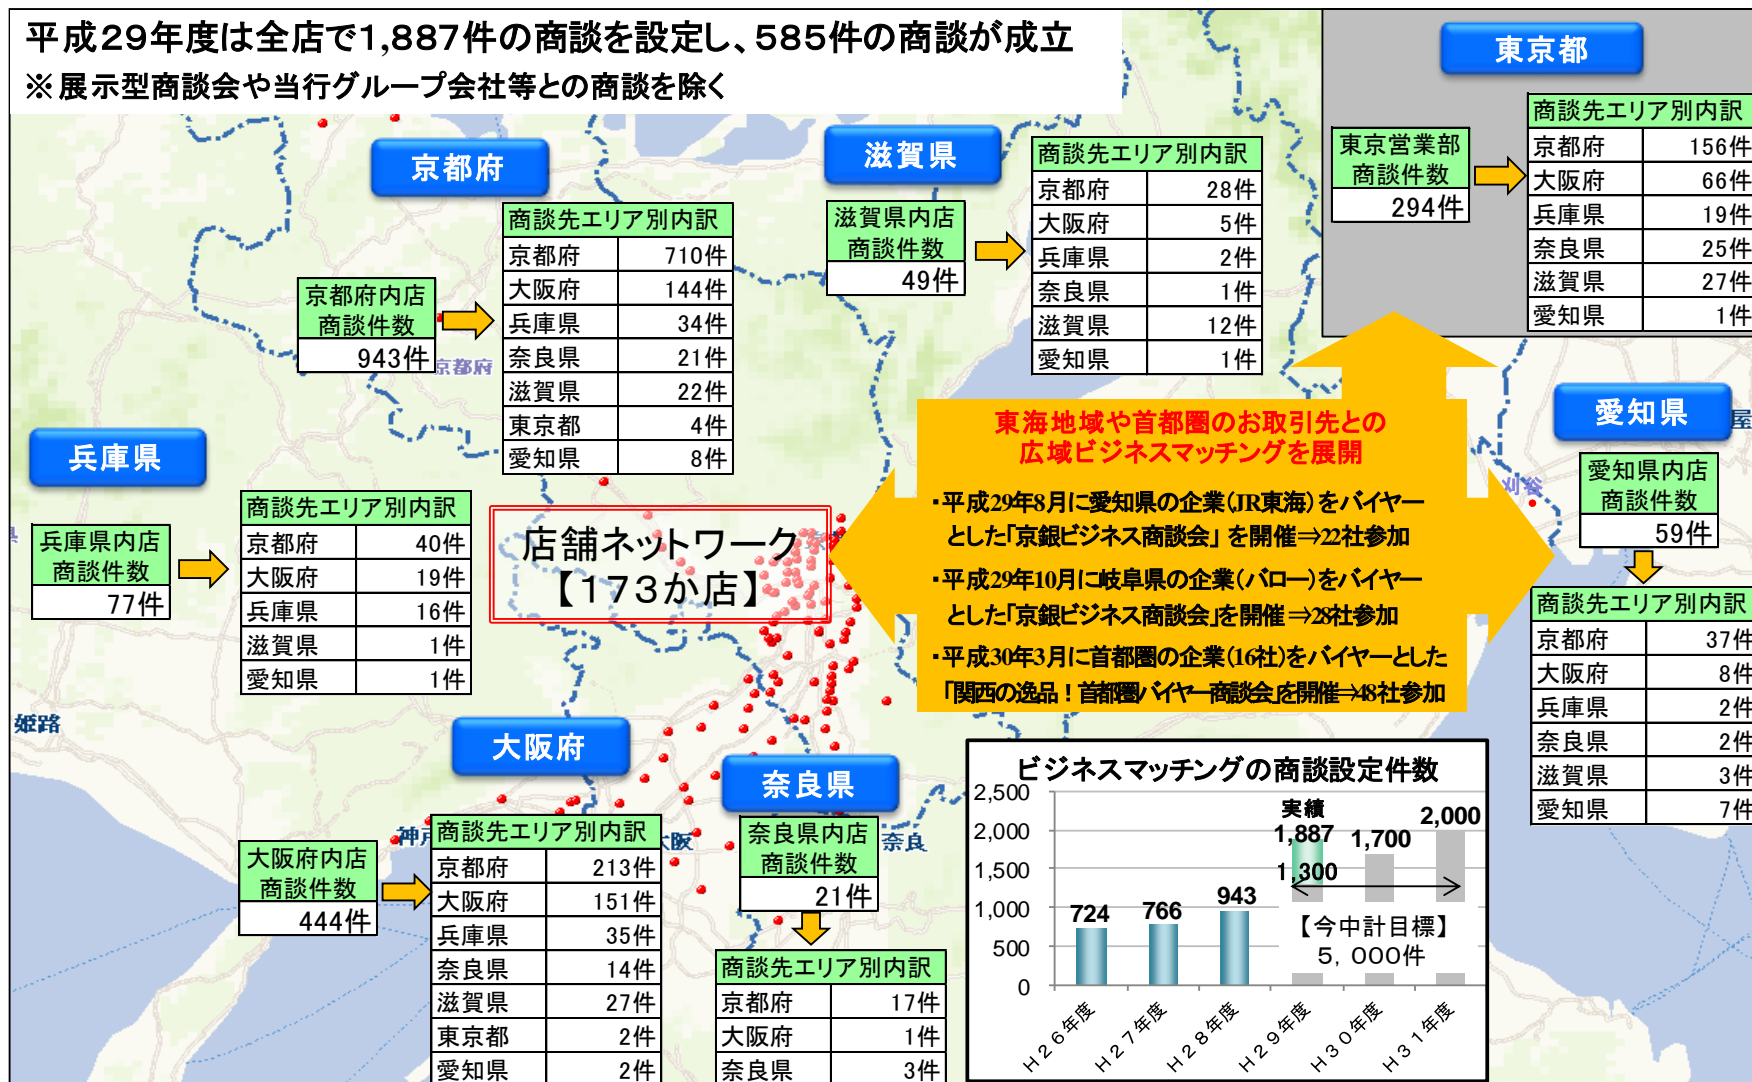 平成29年度は全店で1,887件の商談を設定し、585件の商談が成立
※展示型商談会や当行グループ会社等との商談を除く
東京都
東京営業部
商談件数
294件
商談先エリア別内訳
京都府 156件
大阪府 66件
兵庫県 19件
奈良県 25件
滋賀県 27件
愛知県 1件
京都府
京都府内店
商談件数
943件
商談先エリア別内訳
京都府 710件
大阪府 144件
兵庫県 34件
奈良県 21件
滋賀県 22件
東京都 4件
愛知県 8件
京都府
滋賀県
滋賀県内店
商談件数
49件
商談先エリア別内訳
京都府 28件
大阪府 5件
兵庫県 2件
奈良県 1件
滋賀県 12件
愛知県 1件
兵庫県
兵庫県内店
商談件数
77件
商談先エリア別内訳
京都府 40件
大阪府 19件
兵庫県 16件
滋賀県 1件
愛知県 1件
店舗ネットワーク
【173か店】
東海地域や首都圏のお取引先との
広域ビジネスマッチングを展開
・平成29年8月に愛知県の企業(JR東海)をバイヤー
とした「京銀ビジネス商談会」を開催⇒22社参加
・平成29年10月に岐阜県の企業(バロー)をバイヤー
とした「京銀ビジネス商談会」を開催⇒28社参加
・平成30年3月に首都圏の企業(16社)をバイヤーとした
「関西の逸品！首都圏バイヤー商談会」を開催⇒48社参加
愛知県
屋
刈谷
愛知県内店
商談件数
59件
商談先エリア別内訳
京都府 37件
大阪府 8件
兵庫県 2件
奈良県 2件
滋賀県 3件
愛知県 7件
姫路
大阪府
神戸
大阪
大阪府内店
商談件数
444件
商談先エリア別内訳
京都府 213件
大阪府 151件
兵庫県 35件
奈良県 14件
滋賀県 27件
東京都 2件
愛知県 2件
奈良県
奈良
奈良県内店
商談件数
21件
商談先エリア別内訳
京都府 17件
大阪府 1件
奈良県 3件
ビジネスマッチングの商談設定件数
2,500
2,000
1,500
1,000
500
0
724
766
943
実績
1,887
1,300
1,700
2,000
【今中計目標】
5,000件
H26年度
H27年度
H28年度
H29年度
H30年度
H31年度